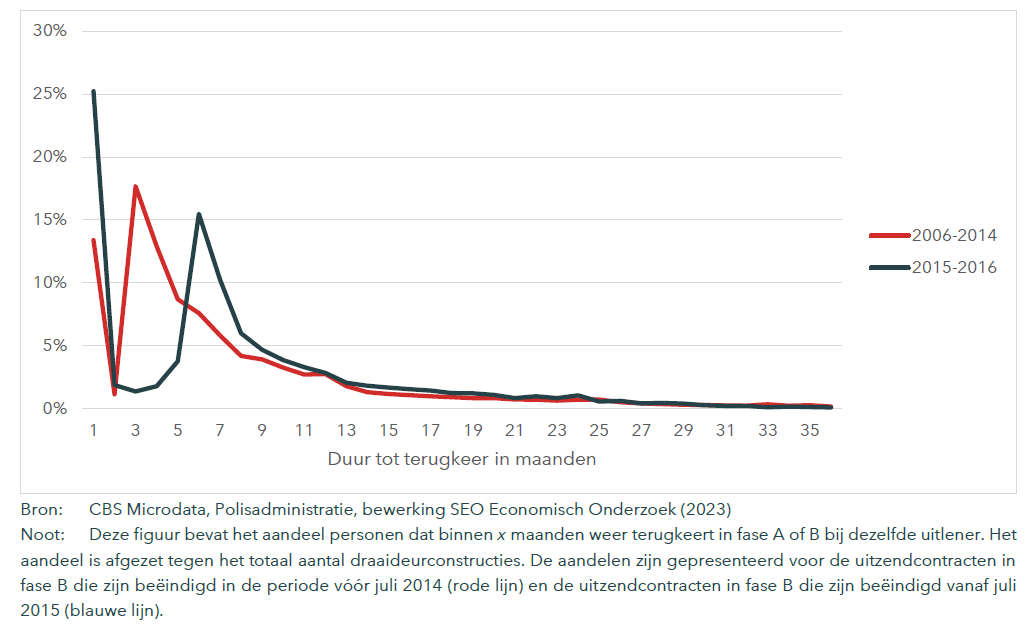 30%
25%
20%
15%
10%
5%
0%
2006-2014
2015-2016
1 3 5 7 9 11 13 15 17 19 21 23 25 27 29 31 33 35
Duur tot terugkeer in maanden
Bron: CBS Microdata, Polisadministratie, bewerking SEO Economisch Onderzoek (2023)
Noot: Deze figuur bevat het aandeel personen dat binnen x maanden weer terugkeert in fase A of B bij dezelfde uitlener. Het
aandeel is afgezet tegen het totaal aantal draaideurconstructies. De aandelen zijn gepresenteerd voor de uitzendcontracten in
fase B die zijn beëindigd in de periode vóór juli 2014 (rode lijn) en de uitzendcontracten in fase B die zijn beëindigd vanaf juli
2015 (blauwe lijn).